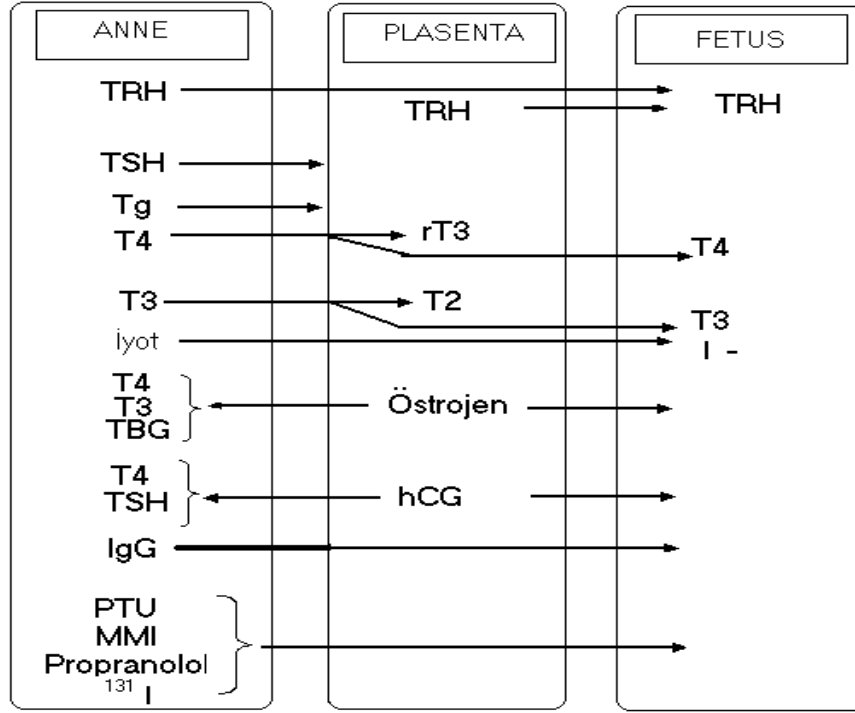 ANNE
PLASENTA
FETUS
TRH
TRH
TRH
TSH
Tg
T4
rT3
T4
T3
T2
T3
İyot
I -
T4
T3
TBG
Östrojen
T4
TSH
hCG
IgG
PTU
MMI
Propranolol
131 I